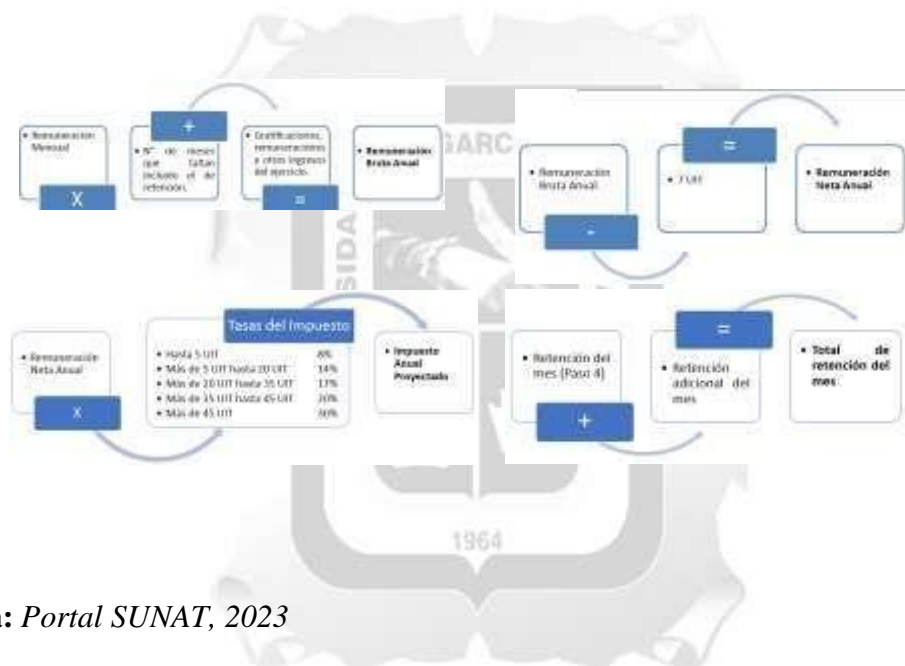 • Remuneración
Mensual
X
+
• N° de meses
que faltan
incluido el de
retención.
• Gratificaciones,
remuneraciones
u otros ingresos
del ejercicio.
=
• Remuneración
Bruta Anual
• Remuneración
Bruta Anual
-
=
• 7 UIT
• Remuneración
Neta Anual
GARC
SIDA
• Remuneración
Neta Anual
X
Tasas del Impuesto
• Hasta 5 UIT 8%
• Más de 5 UIT hasta 20 UIT 14%
• Más de 20 UIT hasta 35 UIT 17%
• Más de 35 UIT hasta 45 UIT 20%
• Más de 45 UIT 30%
• Impuesto
Anual
Proyectado
• Retención del
mes (Paso 4)
+
=
• Retención
adicional del
mes
• Total de
retención del
mes
1964
: Portal SUNAT, 2023